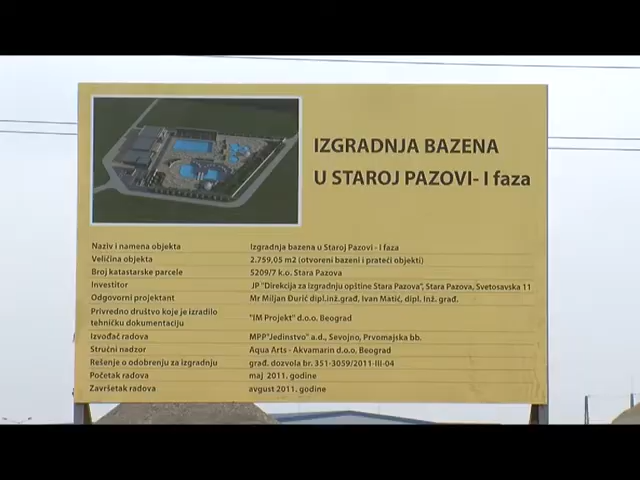 IZGRADNJA BAZENA
U STAROJ PAZOVI- I faza
Naziv i namena objekta Izgradnja bazena u Staroj Pazovi - I faza
Veličina objekta 2.759,05 m2 (otvoreni bazeni i prateći objekti)
Broj katastarske parcele 5209/7 k.o. Stara Pazova
Investitor JP "Direkcija za Izgradnju opštine Stara Pazova", Stara Pazova, Svetosavska 11
Odgovorni projektant Mr Miljan Đurić dipl.inž.građ, Ivan Matić, dipl. Inž. građ.
Privredno društvo koje je izradilo
tehničku dokumentaciju "IM Projekt" d.o.o. Beograd
Izvođač radova MPP"Jedinstvo" a.d., Sevojno, Prvomajska bb.
Stručni nadzor Aqua Arts - Akvamarin d.o.o, Beograd
Rešenje o odobrenju za izgradnju građ. dozvola br. 351-3059/2011-III-04
Početak radova maj 2011. godine
Završetak radova avgust 2011. godine